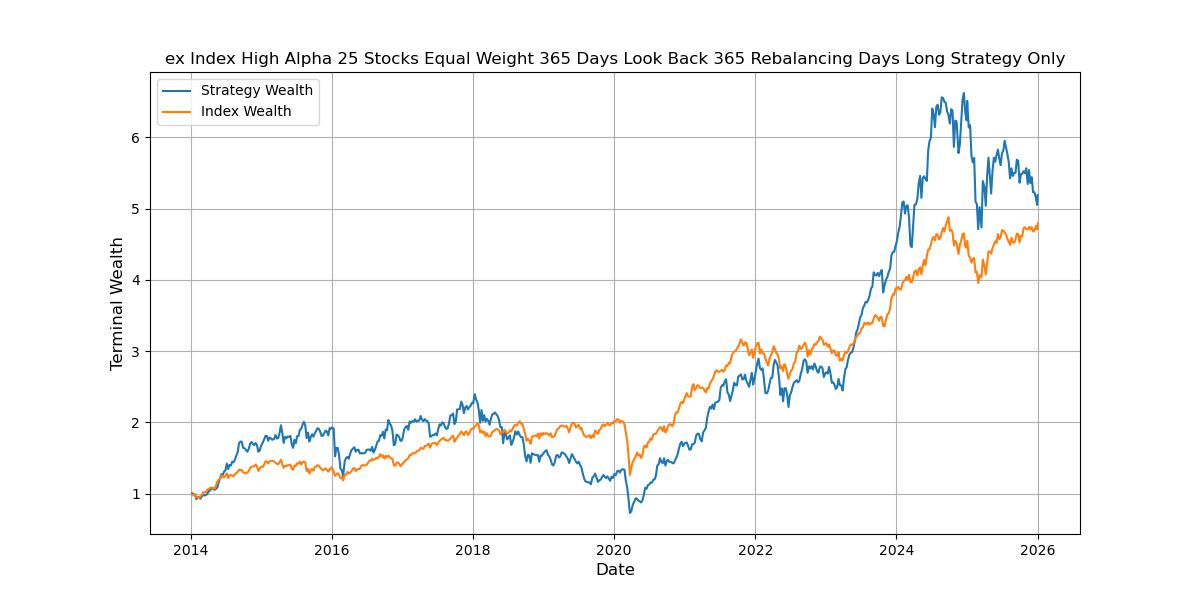 ex Index High Alpha 25 Stocks Equal Weight 365 Days Look Back 365 Rebalancing Days Long Strategy Only
Strategy Wealth
Index Wealth
6
5
4
3
2
1
Terminal Wealth
2014 2016 2018 2020 2022 2024 2026
Date